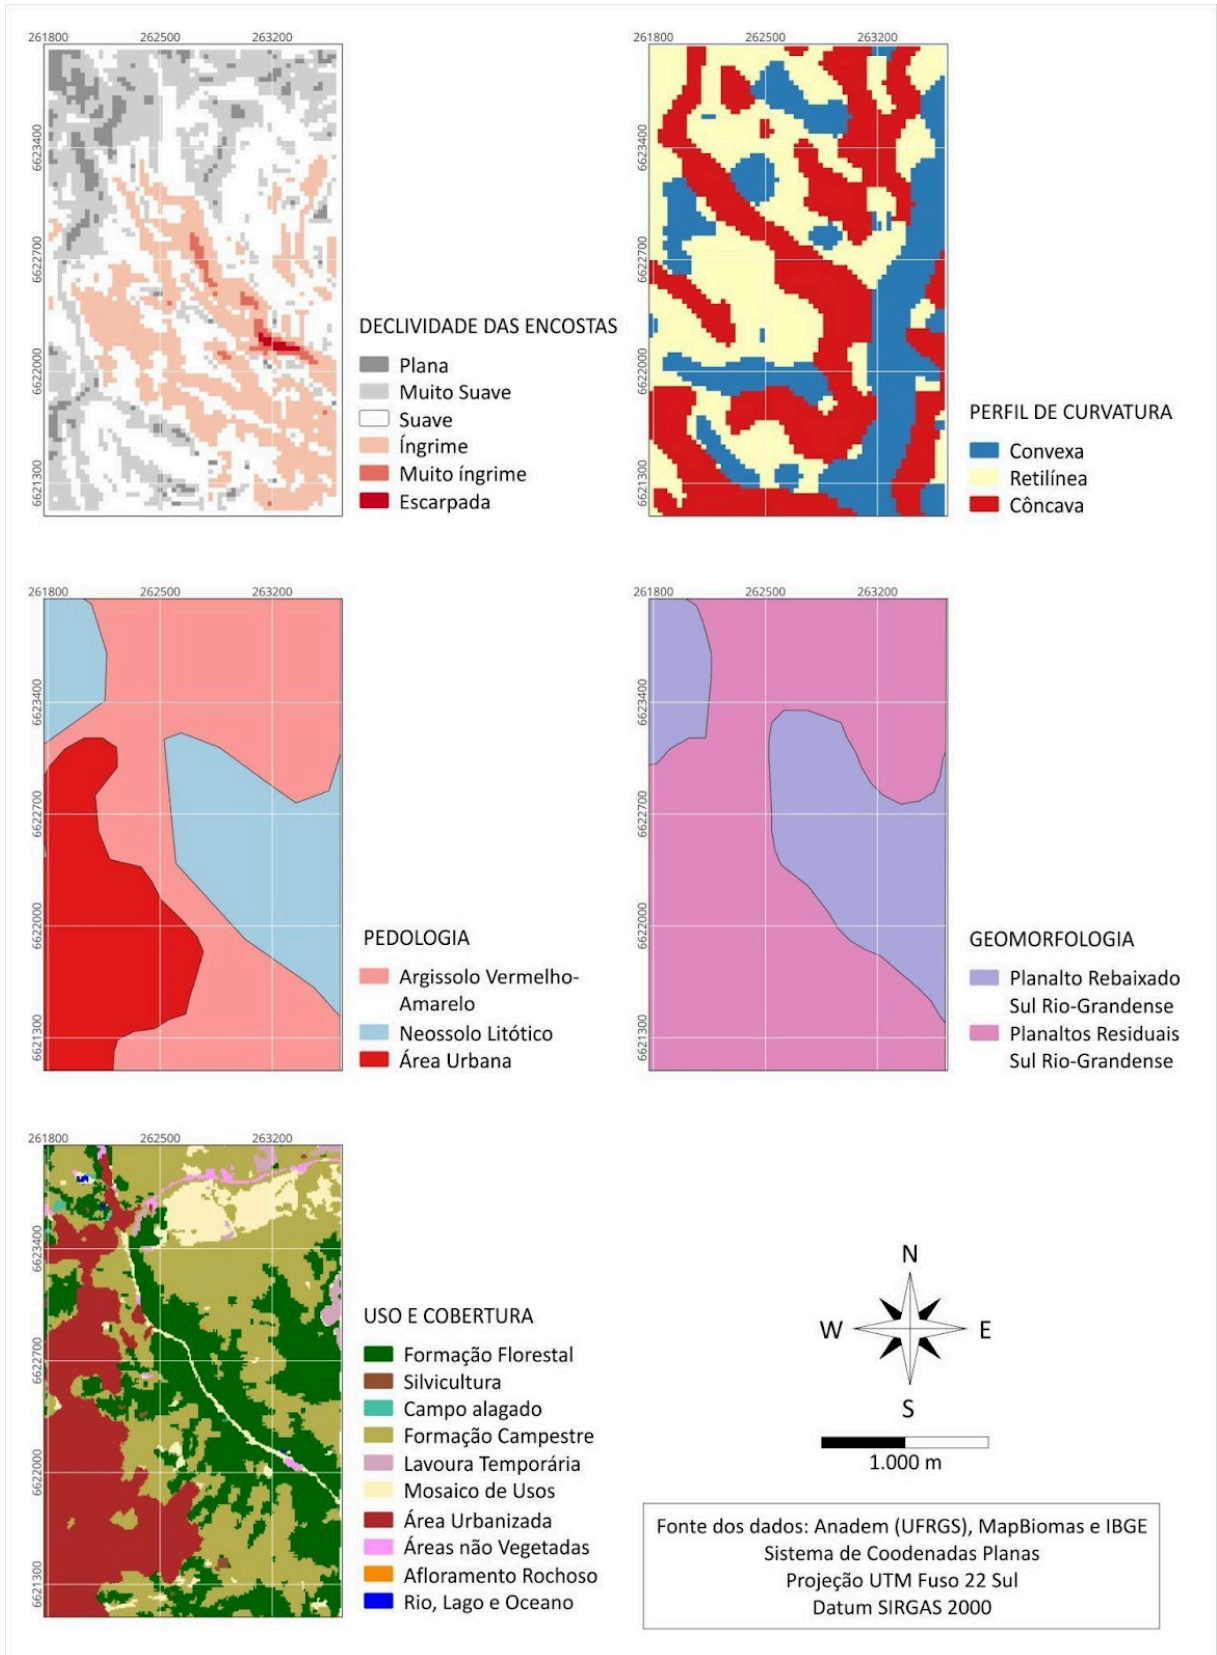 261800 262500 263200
6623400
6622700
6622000
6621300
DECLIVIDADE DAS ENCOSTAS
Plana
Muito Suave
Suave
Íngrime
Muito íngrime
Escarpada
261800 262500 263200
6623400
6622700
6622000
6621300
PERFIL DE CURVATURA
Convexa
Retilínea
Côncava
261800 262500 263200
6623400
6622700
6622000
6621300
PEDOLOGIA
Argissolo Vermelho-
Amarelo
Neossolo Litótico
Área Urbana
261800 262500 263200
6623400
6622700
6622000
6621300
GEOMORFOLOGIA
Planalto Rebaixado
Sul Rio-Grandense
Planaltos Residuais
Sul Rio-Grandense
261800 262500 263200
6623400
6622700
6622000
6621300
USO E COBERTURA
Formação Florestal
Silvicultura
Campo alagado
Formação Campestre
Lavoura Temporária
Mosaico de Usos
Área Urbanizada
Áreas não Vegetadas
Afloramento Rochoso
Rio, Lago e Oceano
N
W E
S
1.000 m
Fonte dos dados: Anadem (UFRGS), MapBiomas e IBGE
Sistema de Coodenadas Planas
Projeção UTM Fuso 22 Sul
Datum SIRGAS 2000